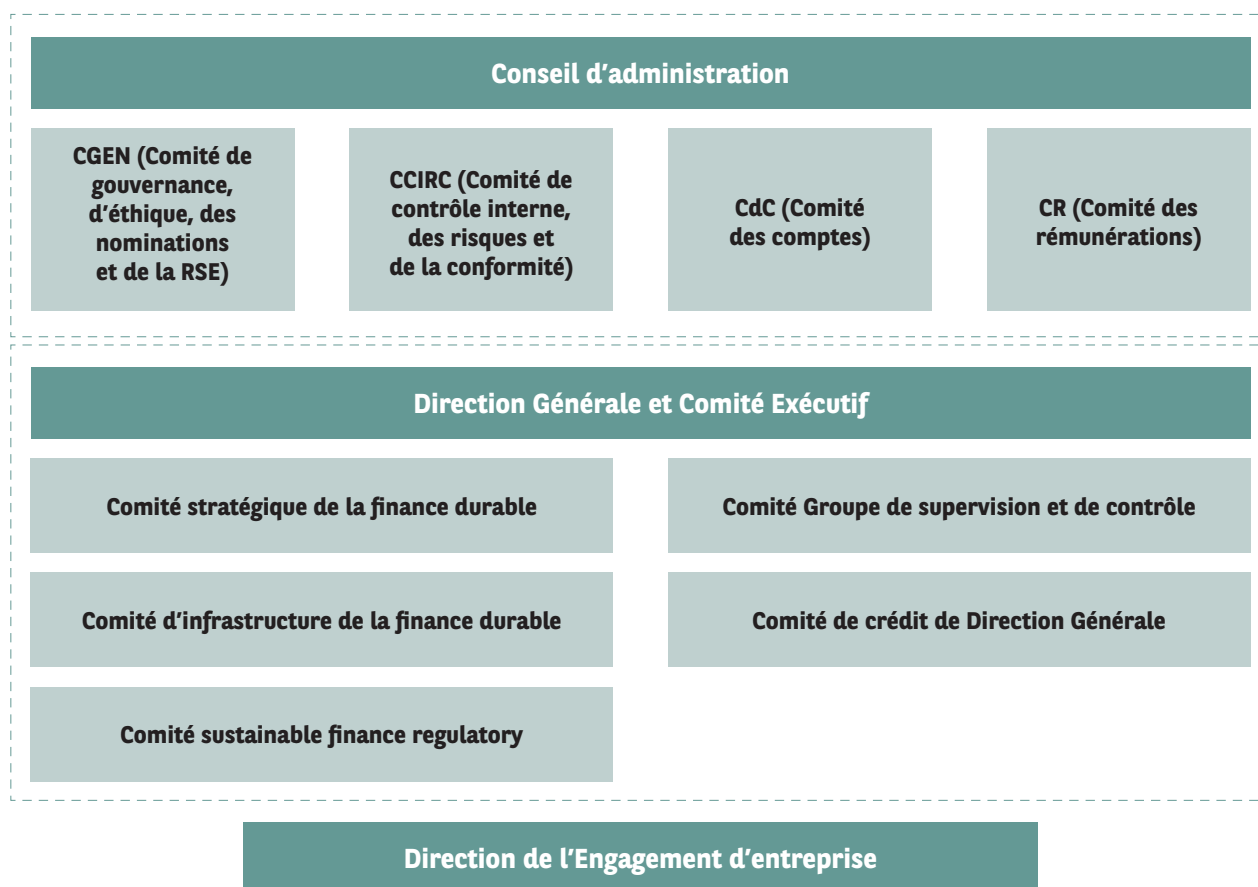 Conseil d'administration
CGEN (Comité de
gouvernance,
d'éthique, des
nominations
et de la RSE)
CCIRC (Comité de
contrôle interne,
des risques et
de la conformité)
CdC (Comité
des comptes)
CR (Comité des
rémunérations)
Direction Générale et Comité Exécutif
Comité stratégique de la finance durable
Comité Groupe de supervision et de contrôle
Comité d'infrastructure de la finance durable
Comité de crédit de Direction Générale
Comité sustainable finance regulatory
Direction de l'Engagement d'entreprise